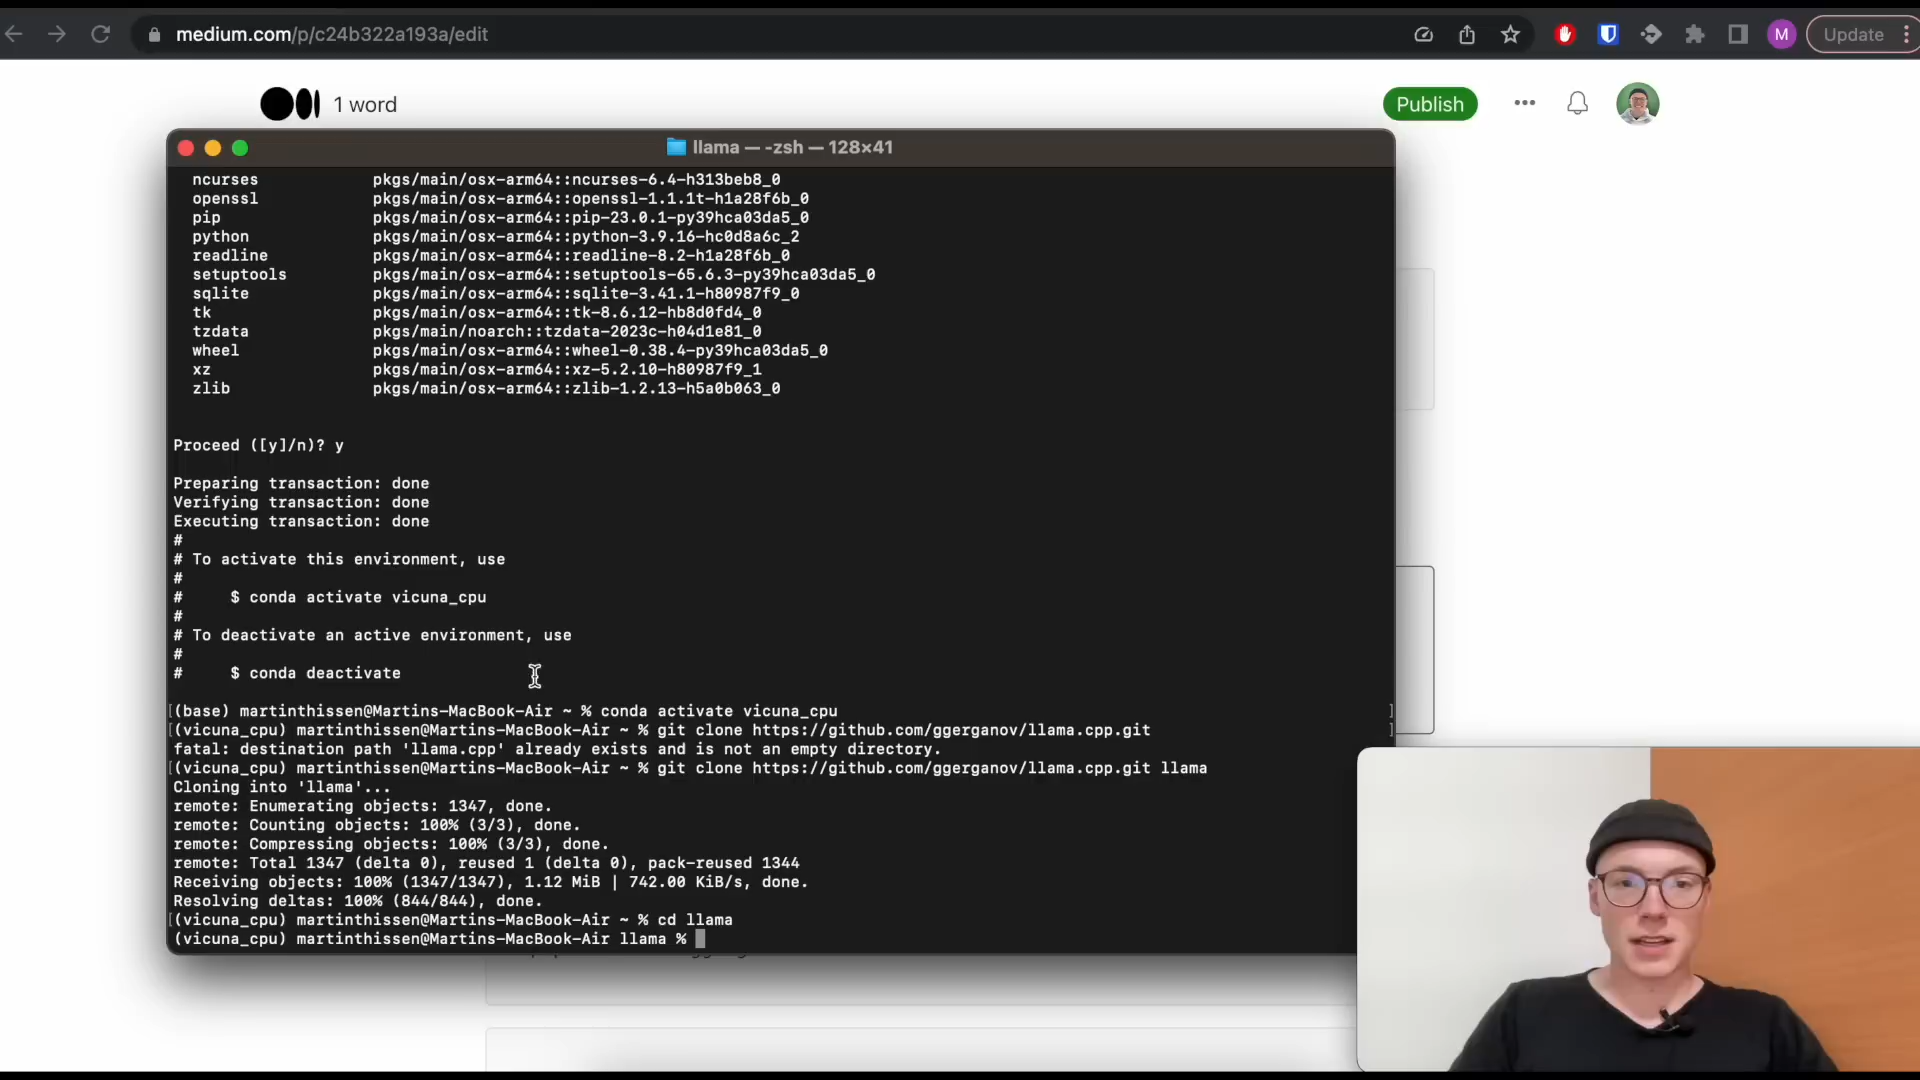 medium.com/p/c24b322a193a/edit
M
Update
1 word
Publish
llama — -zsh — 128×41
ncurses pkgs/main/osx-arm64::ncurses-6.4-h313beb8_0
openssl pkgs/main/osx-arm64::openssl-1.1.1t-h1a28f6b_0
pip pkgs/main/osx-arm64::pip-23.0.1-py39hca03da5_0
python pkgs/main/osx-arm64::python-3.9.16-hc0d8a6c_2
readline pkgs/main/osx-arm64::readline-8.2-h1a28f6b_0
setuptools pkgs/main/osx-arm64::setuptools-65.6.3-py39hca03da5_0
sqlite pkgs/main/osx-arm64::sqlite-3.41.1-h80987f9_0
tk pkgs/main/osx-arm64::tk-8.6.12-hb8d0fd4_0
tzdata pkgs/main/noarch::tzdata-2023c-h04d1e81_0
wheel pkgs/main/osx-arm64::wheel-0.38.4-py39hca03da5_0
xz pkgs/main/osx-arm64::xz-5.2.10-h80987f9_1
zlib pkgs/main/osx-arm64::zlib-1.2.13-h5a0b063_0
Proceed ([y]/n)? y
Preparing transaction: done
Verifying transaction: done
Executing transaction: done
#
# To activate this environment, use
#
# $ conda activate vicuna_cpu
#
# To deactivate an active environment, use
#
# $ conda deactivate
[(base) martinthissen@Martins-MacBook-Air ~ % conda activate vicuna_cpu ]
[(vicuna_cpu) martinthissen@Martins-MacBook-Air ~ % git clone https://github.com/ggerganov/llama.cpp.git ]
fatal: destination path 'llama.cpp' already exists and is not an empty directory.
[(vicuna_cpu) martinthissen@Martins-MacBook-Air ~ % git clone https://github.com/ggerganov/llama.cpp.git llama
Cloning into 'llama'...
remote: Enumerating objects: 1347, done.
remote: Counting objects: 100% (3/3), done.
remote: Compressing objects: 100% (3/3), done.
remote: Total 1347 (delta 0), reused 1 (delta 0), pack-reused 1344
Receiving objects: 100% (1347/1347), 1.12 MiB | 742.00 KiB/s, done.
Resolving deltas: 100% (844/844), done.
[(vicuna_cpu) martinthissen@Martins-MacBook-Air ~ % cd llama
(vicuna_cpu) martinthissen@Martins-MacBook-Air llama %